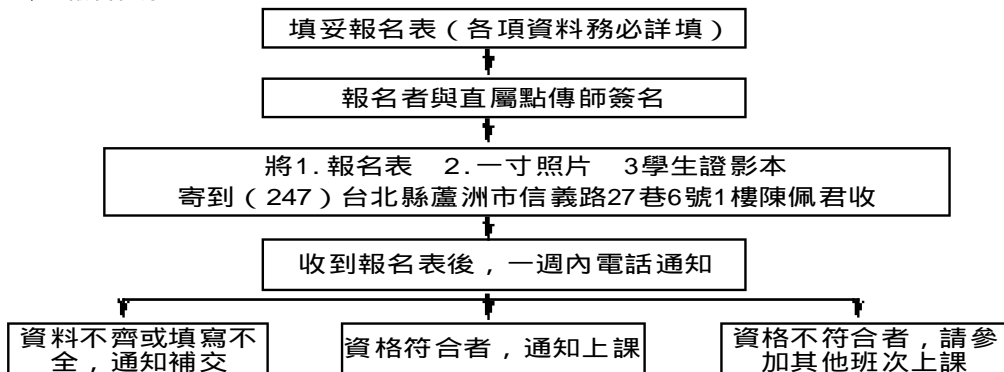 填妥報名表（各項資料務必詳填）
報名者與直屬點傳師簽名
將1.報名表 2.一寸照片 3學生證影本
寄到（247）台北縣蘆洲市信義路27巷6號1樓陳佩君收
收到報名表後，一週內電話通知
資料不齊或填寫不
全，通知補交
資格符合者，通知上課
資格不符合者，請參
加其他班次上課